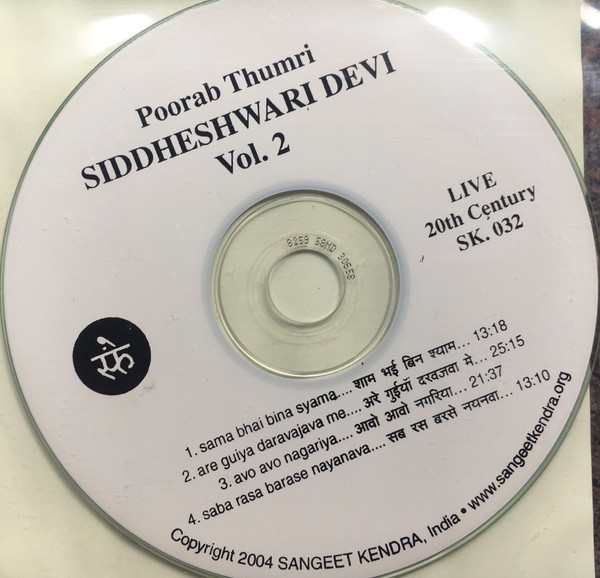 Poorab Thumri
SIDDHESHWARI DEVI
Vol. 2
LIVE
20th Century
SK. 032
8259 58MD 30658
सं.कें
1. sama bhai bina syama.... शाम भई बिन श्याम... 13:18
2. are guiya daravajava me.... अरे गुईयाँ दरवजवा मे... 25:15
3. avo avo nagariya.... आवो आवो नगरिया... 21:37
4. saba rasa barase nayanava.... सब रस बरसे नयनवा... 13:10
Copyright 2004 SANGEET KENDRA, India • www.sangeetkendra.org